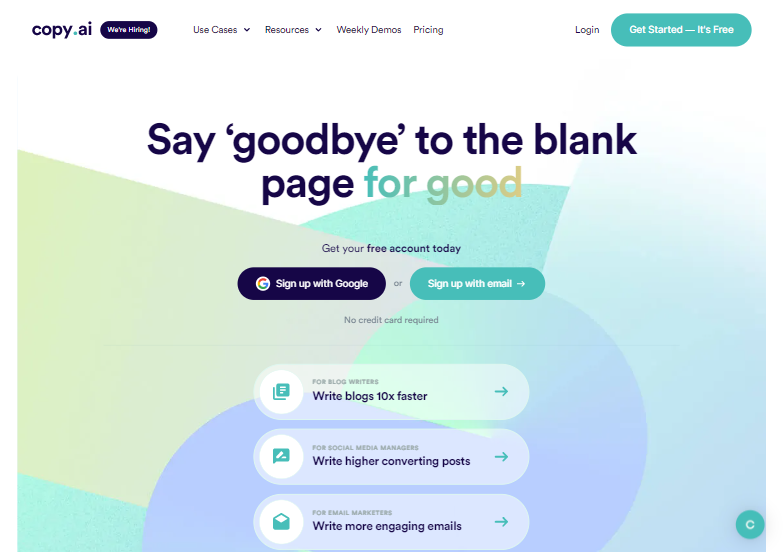 copy.ai We're Hiring! Use Cases Resources Weekly Demos Pricing Login Get Started — It's Free
Say ‘goodbye’ to the blank
page for good
Get your free account today
Sign up with Google or Sign up with email →
No credit card required
FOR BLOG WRITERS
Write blogs 10x faster
FOR SOCIAL MEDIA MANAGERS
Write higher converting posts
FOR EMAIL MARKETERS
Write more engaging emails
C